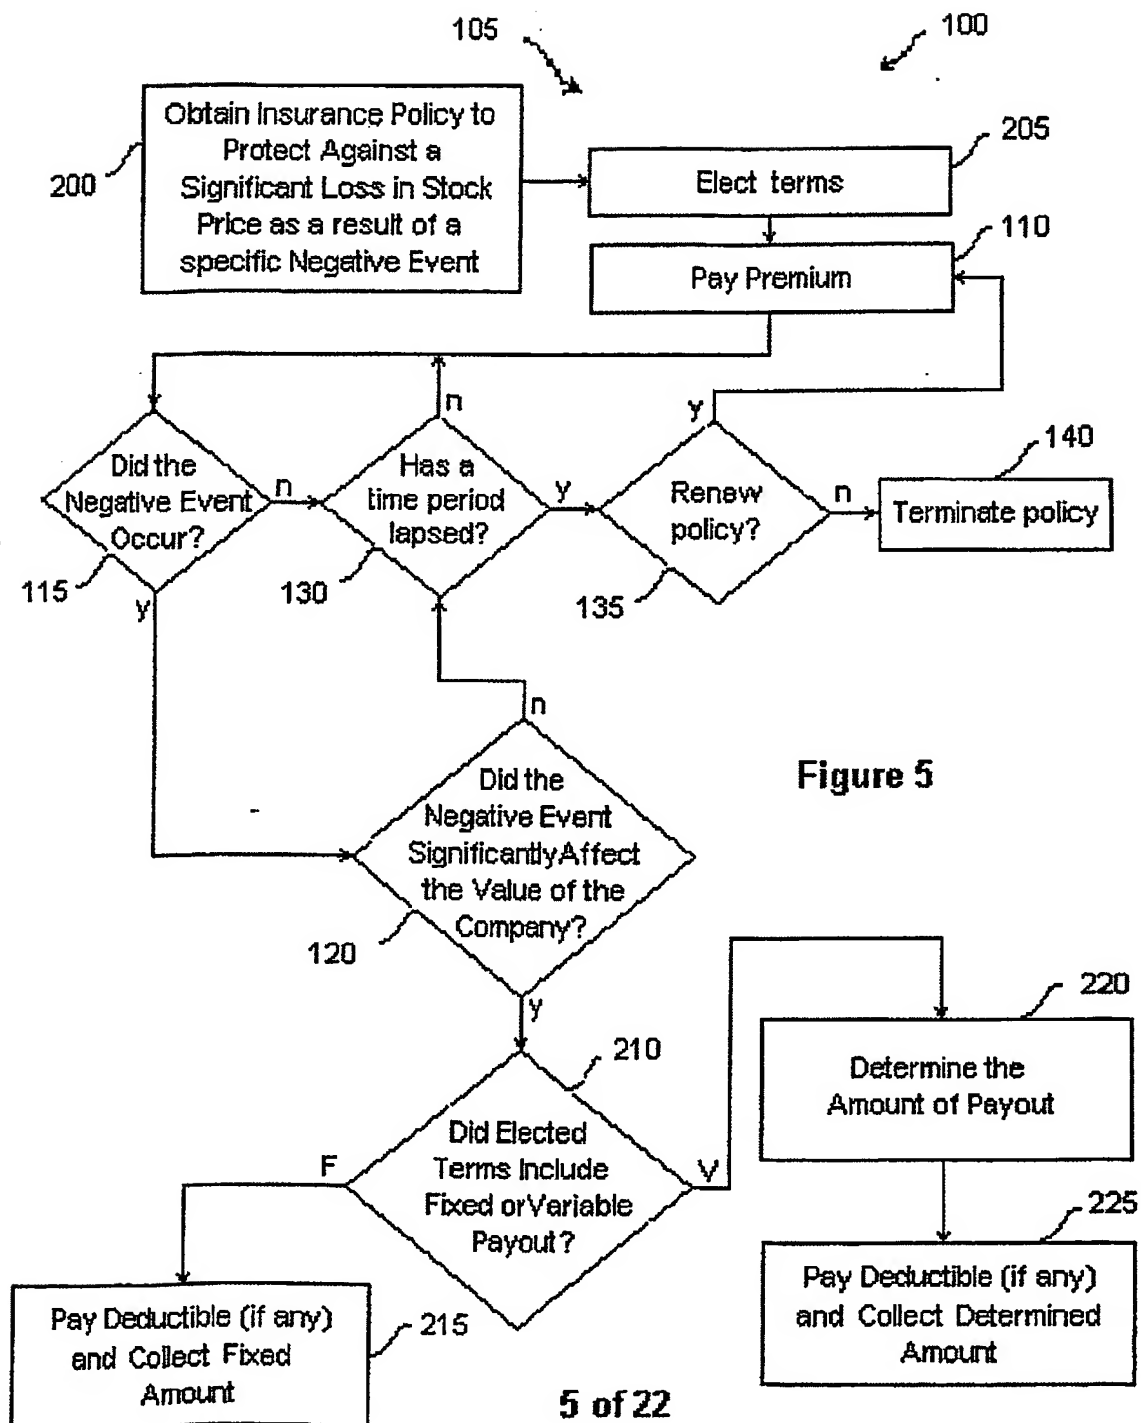 105
100
Obtain Insurance Policy to
Protect Against a
Significant Loss in Stock
Price as a result of a
specific Negative Event
200
205
Elect terms
110
Pay Premium
n
y
Did the
Negative Event
Occur?
n
115
y
Has a
time period
lapsed?
y
130
Renew
policy?
n
135
140
Terminate policy
n
Did the
Negative Event
Significantly Affect
the Value of the
Company?
120
y
Figure 5
210
Did Elected
Terms Include
Fixed or Variable
Payout?
F
V
220
Determine the
Amount of Payout
225
Pay Deductible (if any)
and Collect Determined
Amount
Pay Deductible (if any)
and Collect Fixed
Amount
215
5 of 22